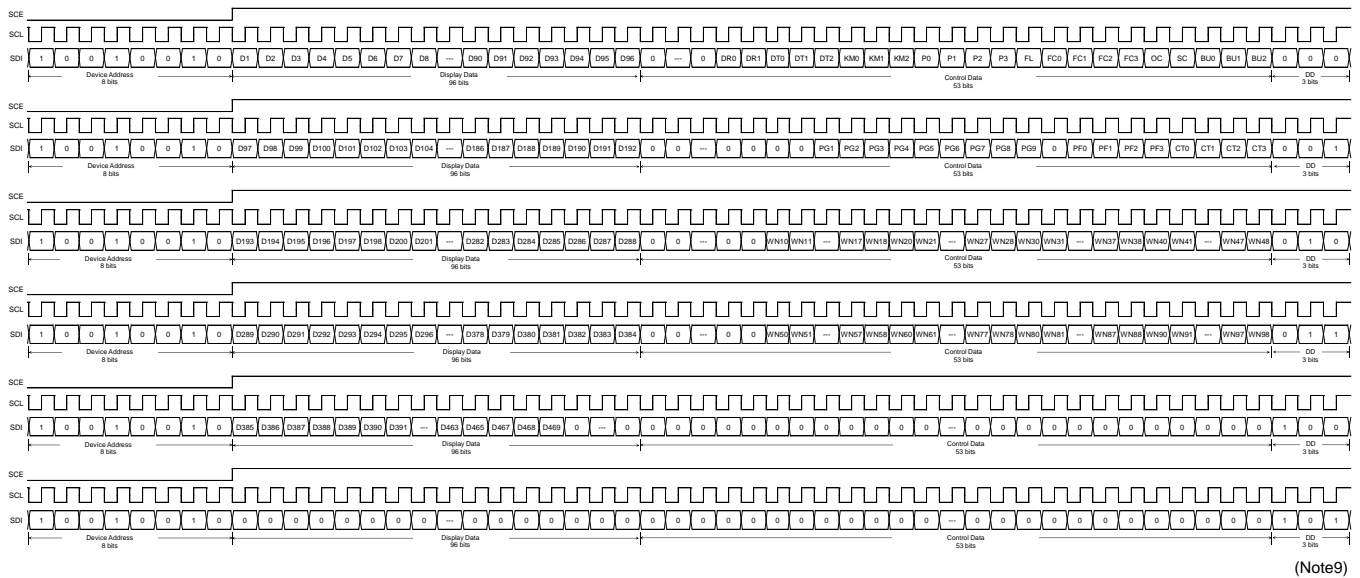 SCE
SCL
SDI 1 0 0 1 0 0 1 0 D1 D2 D3 D4 D5 D6 D7 D8 --- D90 D91 D92 D93 D94 D95 D96 0 --- 0 DR0 DR1 DT0 DT1 DT2 KM0 KM1 KM2 P0 P1 P2 P3 FL FC0 FC1 FC2 FC3 OC SC BU0 BU1 BU2 0 0 0
Device Address Display Data Control Data DD
8 bits 96 bits 53 bits 3 bits
SCE
SCL
SDI 1 0 0 1 0 0 1 0 D97 D98 D99 D100 D101 D102 D103 D104 --- D186 D187 D188 D189 D190 D191 D192 0 0 --- 0 0 0 0 PG1 PG2 PG3 PG4 PG5 PG6 PG7 PG8 PG9 0 PF0 PF1 PF2 PF3 CT0 CT1 CT2 CT3 0 0 1
Device Address Display Data Control Data DD
8 bits 96 bits 53 bits 3 bits
SCE
SCL
SDI 1 0 0 1 0 0 1 0 D193 D194 D195 D196 D197 D198 D200 D201 --- D282 D283 D284 D285 D286 D287 D288 0 0 --- 0 0 WN10 WN11 --- WN17 WN18 WN20 WN21 --- WN27 WN28 WN30 WN31 --- WN37 WN38 WN40 WN41 --- WN47 WN48 0 1 0
Device Address Display Data Control Data DD
8 bits 96 bits 53 bits 3 bits
SCE
SCL
SDI 1 0 0 1 0 0 1 0 D289 D290 D291 D292 D293 D294 D295 D296 --- D378 D379 D380 D381 D382 D383 D384 0 0 --- 0 0 WN50 WN51 --- WN57 WN58 WN60 WN61 --- WN77 WN78 WN80 WN81 --- WN87 WN88 WN90 WN91 --- WN97 WN98 0 1 1
Device Address Display Data Control Data DD
8 bits 96 bits 53 bits 3 bits
SCE
SCL
SDI 1 0 0 1 0 0 1 0 D385 D386 D387 D388 D389 D390 D391 --- D463 D465 D467 D468 D469 0 --- 0 0 0 0 0 0 0 0 0 0 0 0 0 --- 0 0 0 0 0 0 0 0 0 0 0 0 1 0 0
Device Address Display Data Control Data DD
8 bits 96 bits 53 bits 3 bits
SCE
SCL
SDI 1 0 0 1 0 0 1 0 0 0 0 0 0 0 0 0 --- 0 0 0 0 0 0 0 0 0 0 0 0 0 0 0 0 0 0 0 --- 0 0 0 0 0 0 0 0 0 0 0 0 1 0 1
Device Address Display Data Control Data DD
8 bits 96 bits 53 bits 3 bits
(Note9)